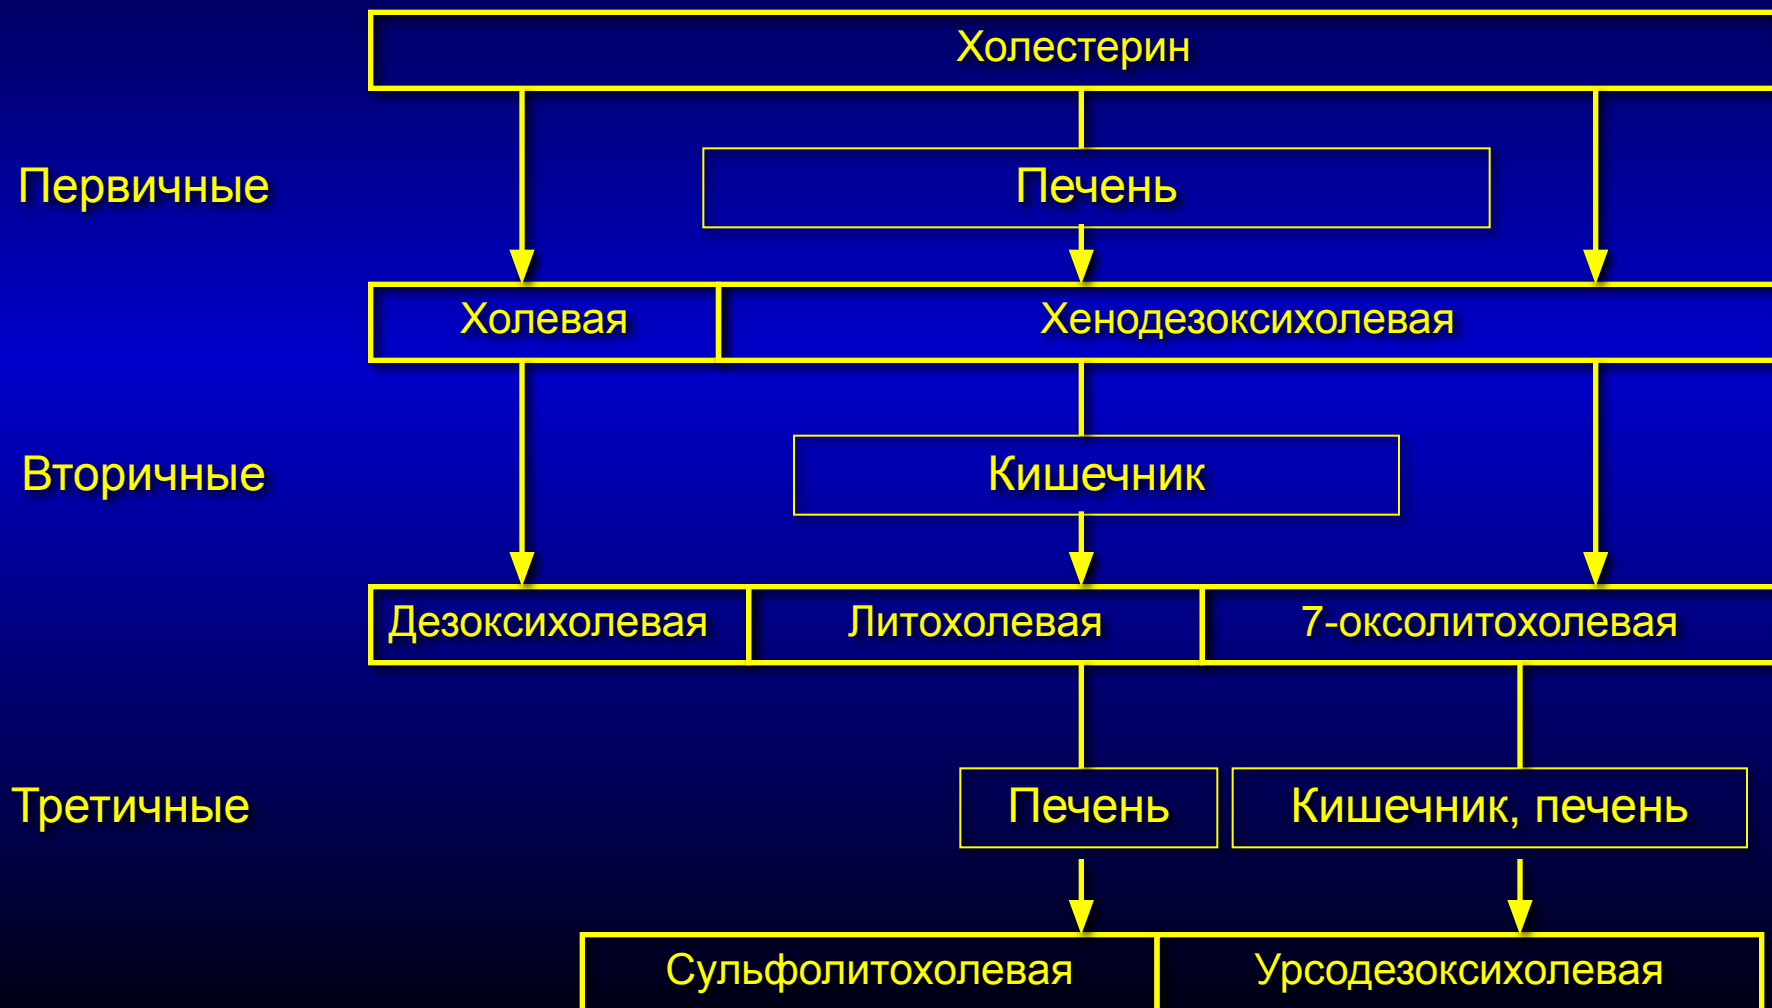 Холестерин
Первичные
Печень
Холевая
Хенодезоксихолевая
Вторичные
Кишечник
Дезоксихолевая
Литохолевая
7-оксолитохолевая
Третичные
Печень
Кишечник, печень
Сульфолитохолевая
Урсодезоксихолевая